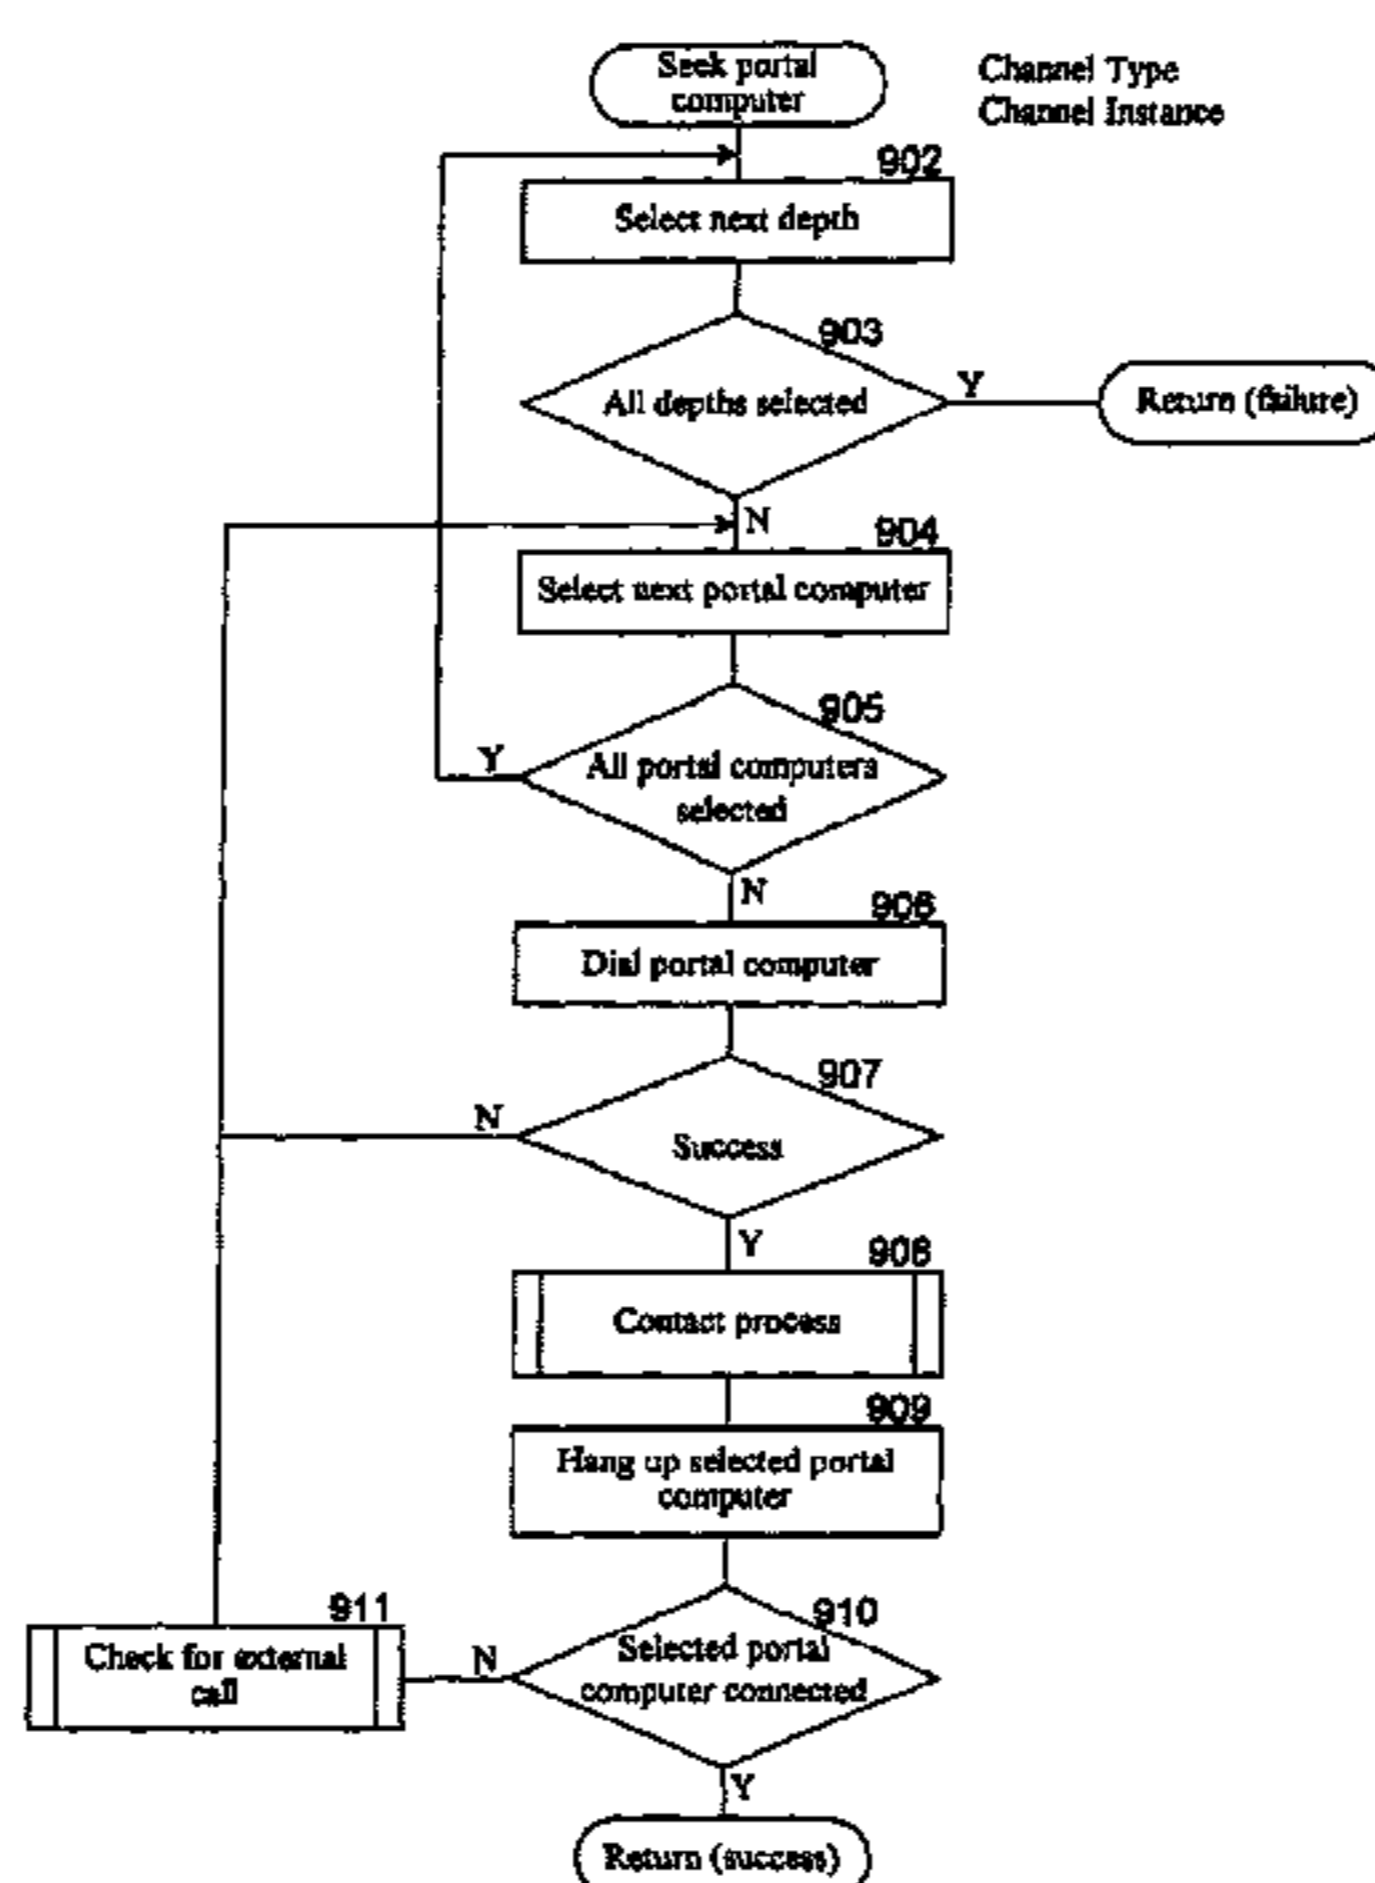 Seek portal
computer
Channel Type
Channel Instance
902
Select next depth
903
All depths selected
Y
Return (failure)
N
904
Select next portal computer
905
Y
All portal computers
selected
N
906
Dial portal computer
907
N
Success
Y
908
Contact process
909
Hang up selected portal
computer
911
Check for external
call
910
N
Selected portal
computer connected
Y
Return (success)